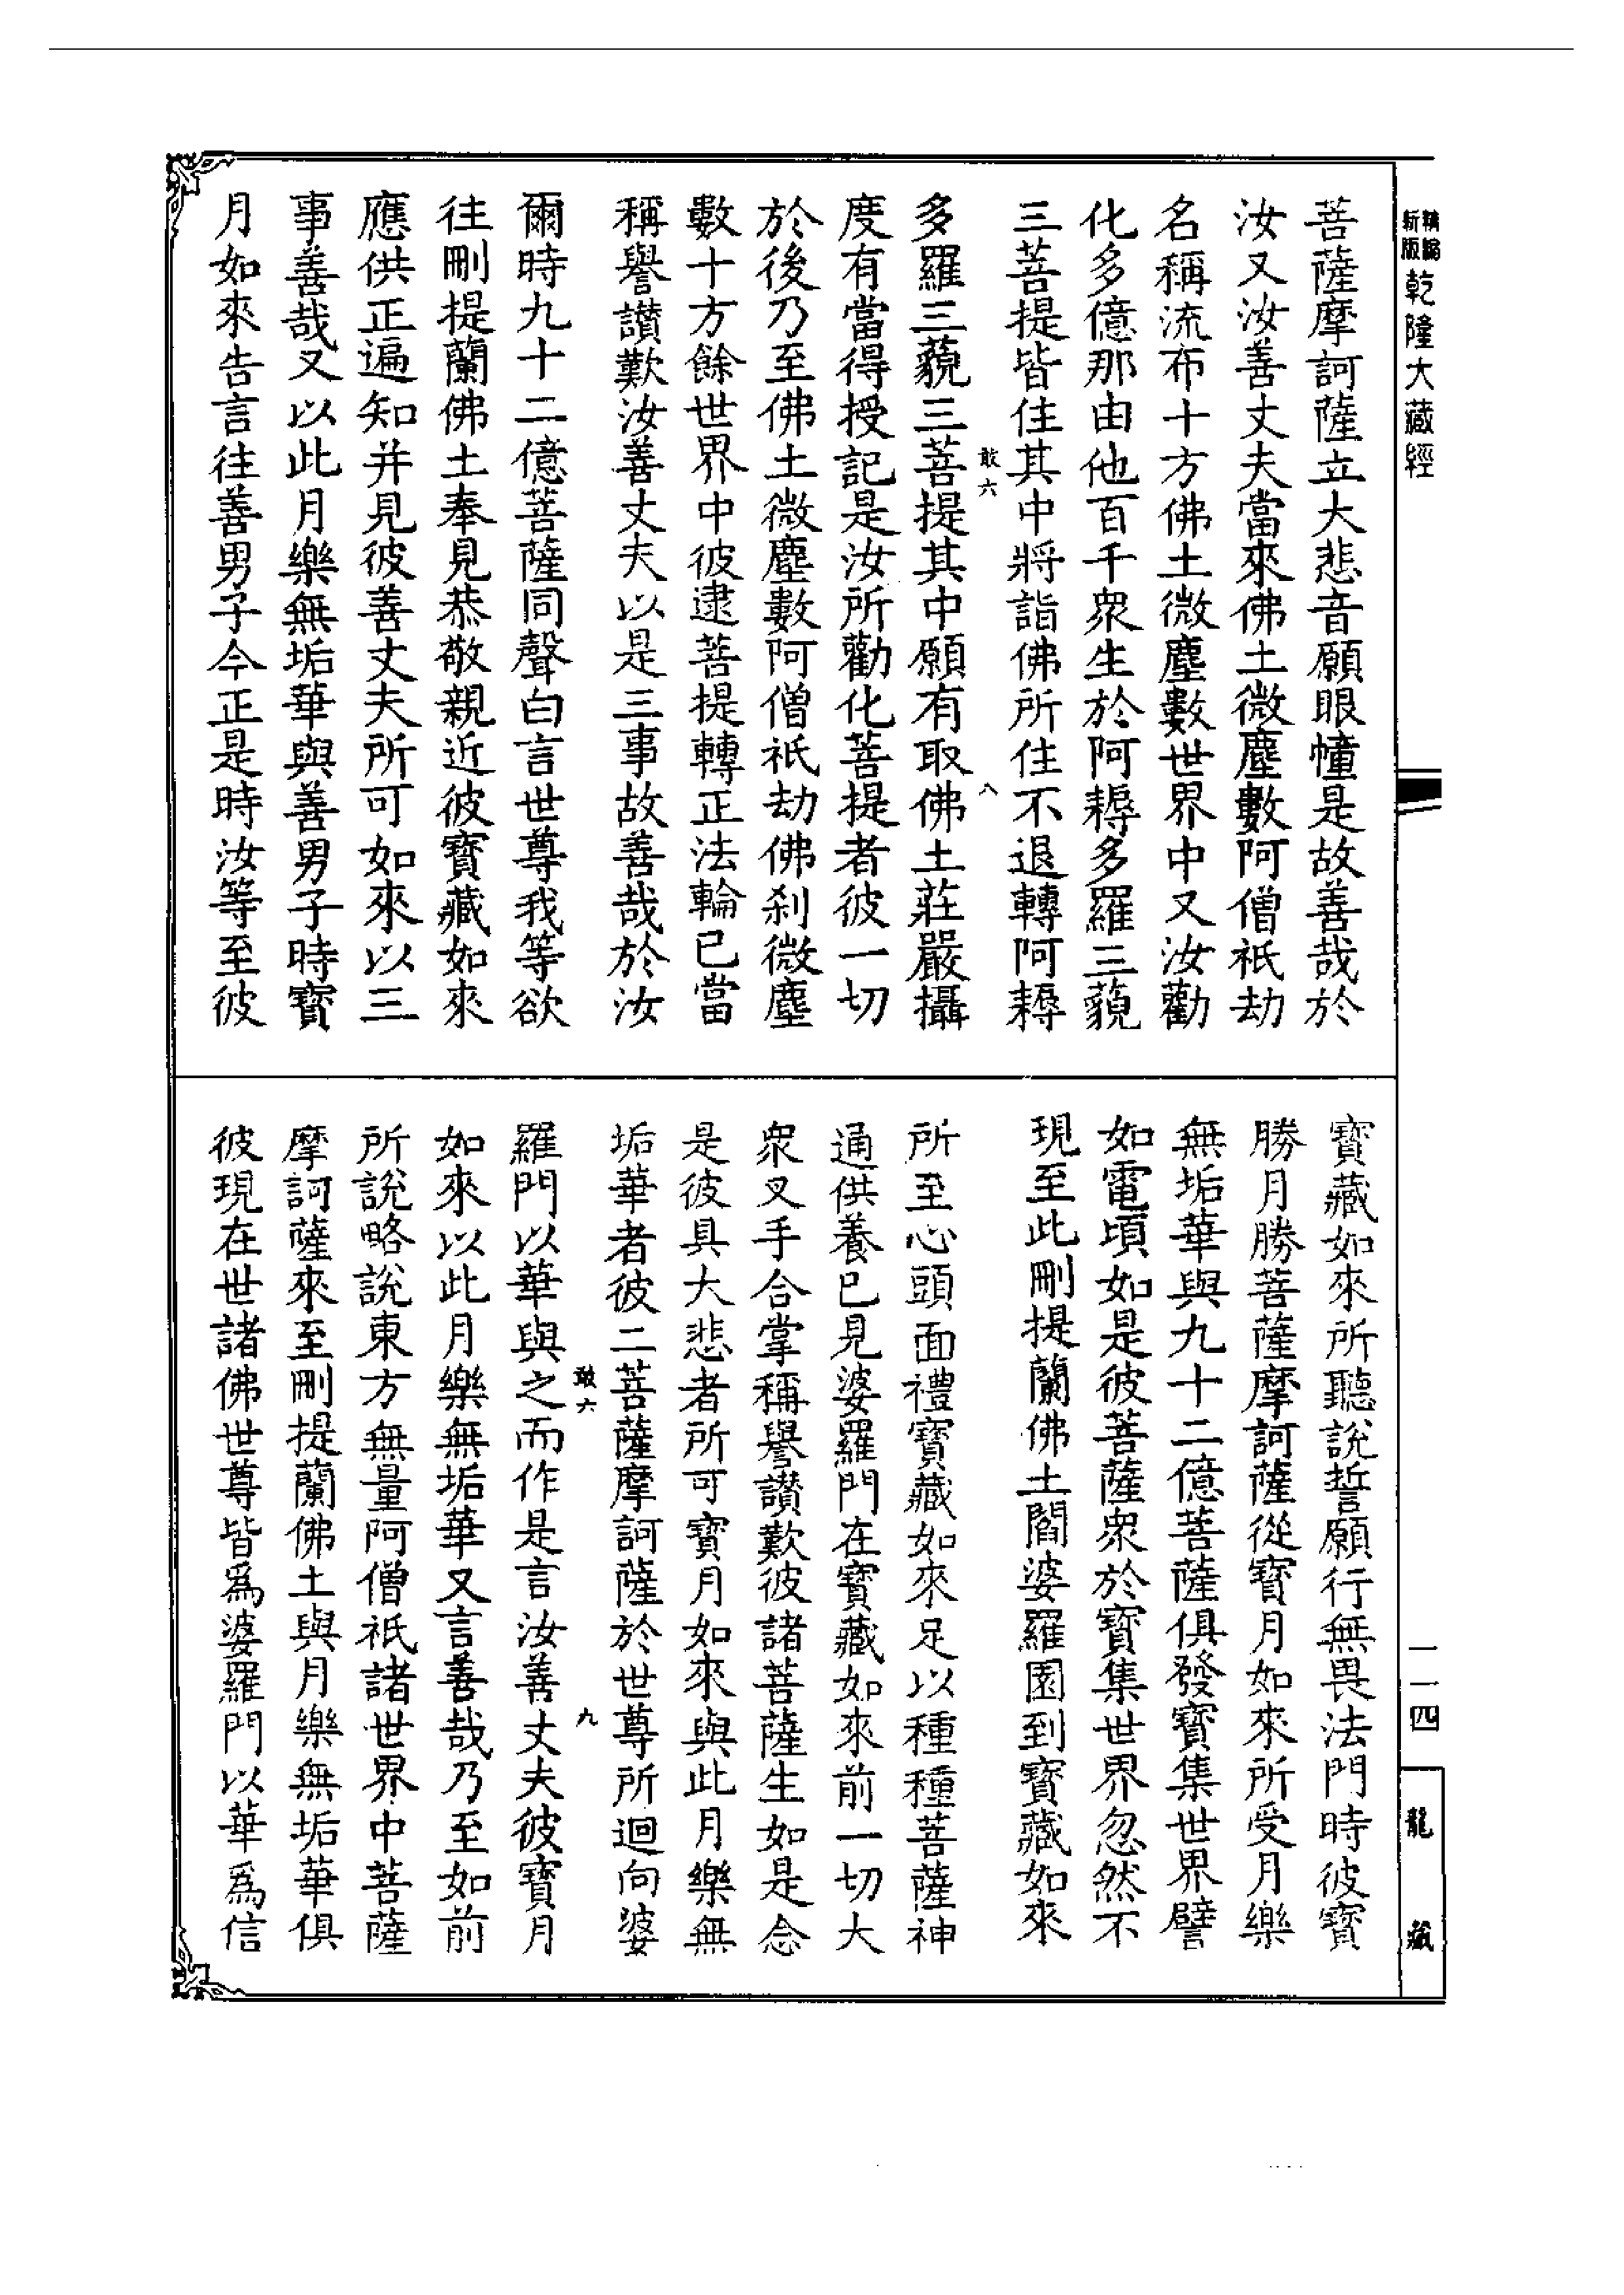 新版精編乾隆大藏經
菩薩摩訶薩立大悲音願眼幢是故善哉於
汝又汝善丈夫當來佛土微塵數阿僧祇劫
名稱流布十方佛土微塵數世界中又汝勸
化多億那由他百千眾生於阿耨多羅三藐
三菩提皆住其中將詣佛所住不退轉阿耨
敢六 八
多羅三藐三菩提其中願有取佛土莊嚴攝
度有當得授記是汝所勸化菩提者彼一切
於後乃至佛土微塵數阿僧祇劫佛剎微塵
數十方餘世界中彼逮菩提轉正法輪已當
稱譽讚歎汝善丈夫以是三事故善哉於汝
爾時九十二億菩薩同聲白言世尊我等欲
往刪提蘭佛土奉見恭敬親近彼寶藏如來
應供正遍知并見彼善丈夫所可如來以三
事善哉又以此月樂無垢華與善男子時寶
月如來告言往善男子今正是時汝等至彼
寶藏如來所聽說誓願行無畏法門時彼寶
勝月勝菩薩摩訶薩從寶月如來所受月樂
無垢華與九十二億菩薩俱發寶集世界譬
如電頃如是彼菩薩眾於寶集世界忽然不
現至此刪提蘭佛土閻婆羅園到寶藏如來
所至心頭面禮寶藏如來足以種種菩薩神
通供養已見婆羅門在寶藏如來前一切大
眾叉手合掌稱譽讚歎彼諸菩薩生如是念
是彼具大悲者所可寶月如來與此月樂無
垢華者彼二菩薩摩訶薩於世尊所迴向婆
敢六 九
羅門以華與之而作是言汝善丈夫彼寶月
如來以此月樂無垢華又言善哉乃至如前
所說略說東方無量阿僧祇諸世界中菩薩
摩訶薩來至刪提蘭佛土與月樂無垢華俱
彼現在世諸佛世尊皆為婆羅門以華為信
一一四
龍藏